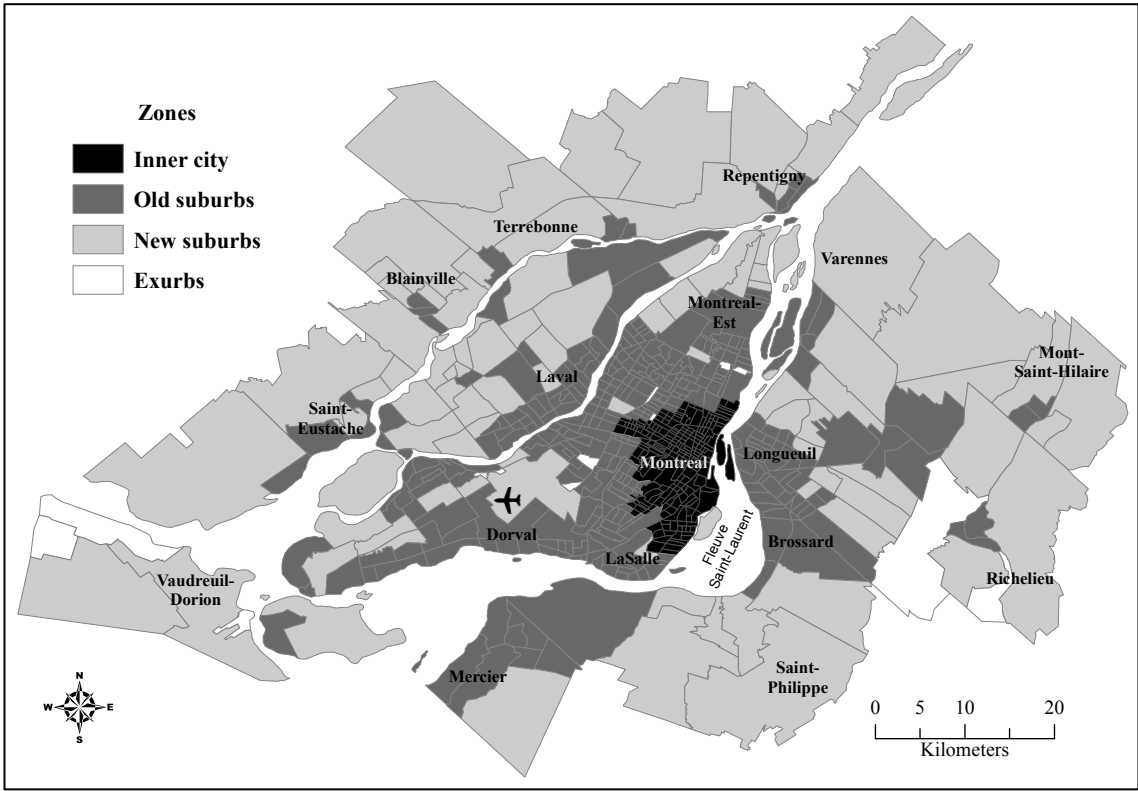 Zones
Inner city
Old suburbs
New suburbs
Exurbs
Repentigny
Terrebonne
Varennes
Blainville
Montreal-
Est
Mont-
Saint-Hilaire
Laval
Saint-
Eustache
Montreal
Longueuil
Dorval
LaSalle
Fleuve
Saint-Laurent
Brossard
Vaudreuil-
Dorion
Richelieu
Mercier
Saint-
Philippe
N
W E
S
0 5 10 20
Kilometers